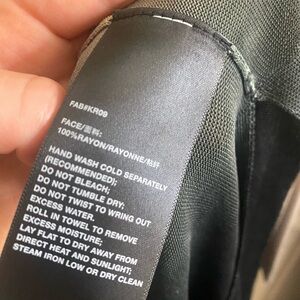 FAB#KR09
FACE/面料:
100%RAYON/RAYONNE/粘纤
HAND WASH COLD SEPARATELY
(RECOMMENDED);
DO NOT BLEACH;
DO NOT TUMBLE DRY;
DO NOT TWIST TO WRING OUT
EXCESS WATER.
ROLL IN TOWEL TO REMOVE
EXCESS MOISTURE;
LAY FLAT TO DRY AWAY FROM
DIRECT HEAT AND SUNLIGHT;
STEAM IRON LOW OR DRY CLEAN